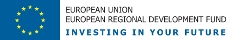 EUROPEAN UNION
EUROPEAN REGIONAL DEVELOPMENT FUND
INVESTING IN YOUR FUTURE